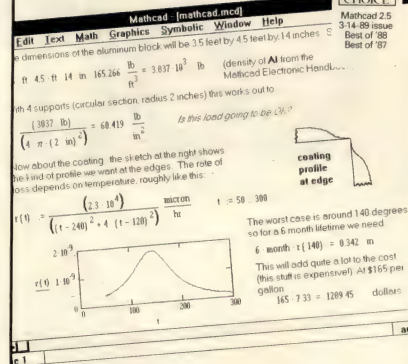 CHOICE
Mathcad 2.5
3-14-89 issue
Best of '88
Best of '87
Mathcad - [mathcad.mcd]
Edit Text Math Graphics Symbolic Window Help
e dimensions of the aluminum block will be 3.5 feet by 4.5 feet by 14 inches S
ft 4.5 ft 14 in 165.266 lb/ft³ = 3.037·10³ lb
(density of Al from the
Mathcad Electronic Handb
ith 4 supports (circular section, radius 2 inches) this works out to
(3037 lb)/(4 π (2 in)²) = 60.419 lb/in²
Is this load going to be OK?
Now about the coating the sketch at the right shows
the kind of profile we want at the edges. The rate of
loss depends on temperature, roughly like this:
coating
profile
at edge
r(t) := (2.3·10⁴)/((t - 240)² + 4 (t - 120)²) micron/hr
t := 50 .. 300
The worst case is around 140 degrees
so for a 6 month lifetime we need
6 month r(140) = 0.342 m
This will add quite a lot to the cost
(this stuff is expensive!) At $165 per
gallon
165 · 7.33 = 1209.45 dollars
2·10⁻⁹
r(t) 1·10⁻⁹
0
0 100 200 300
t
e 1